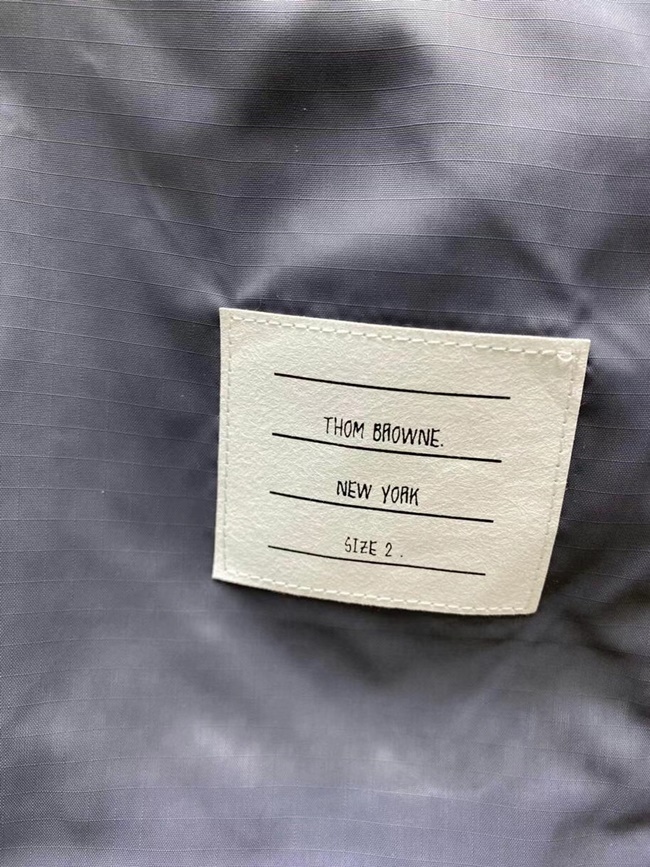 THOM BROWNE.
NEW YORK
SIZE 2 .